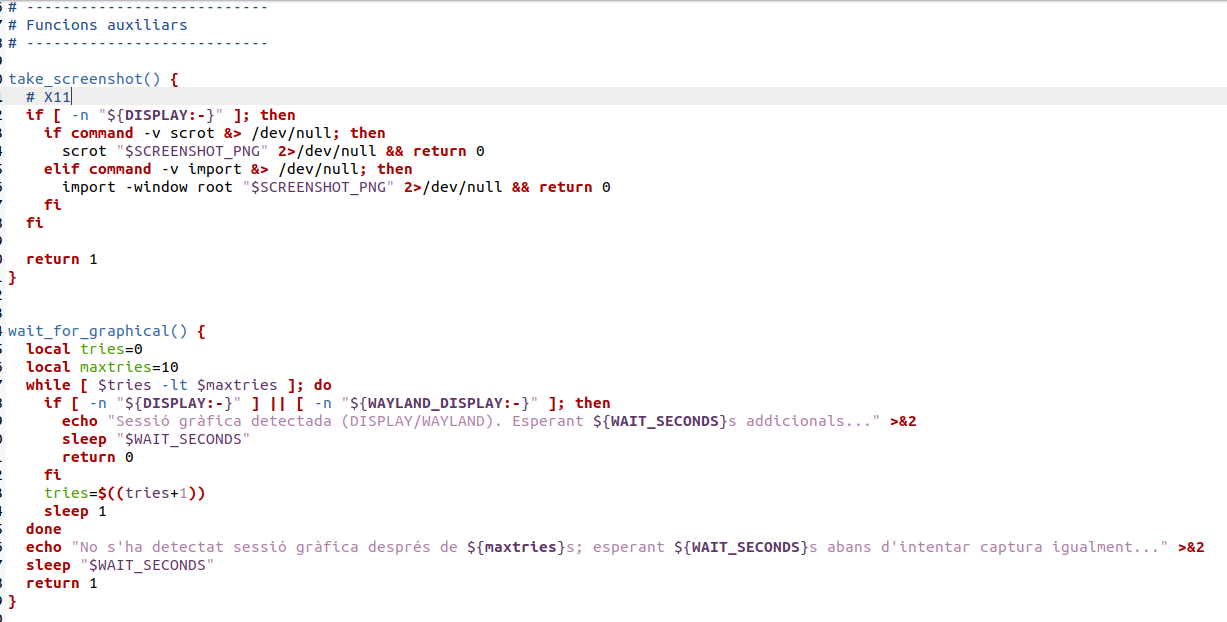 # ---------------------------
# Funcions auxiliars
# ---------------------------
take_screenshot() {
  # X11
  if [ -n "${DISPLAY:-}" ]; then
    if command -v scrot &> /dev/null; then
      scrot "$SCREENSHOT_PNG" 2>/dev/null && return 0
    elif command -v import &> /dev/null; then
      import -window root "$SCREENSHOT_PNG" 2>/dev/null && return 0
    fi
  fi
  return 1
}
wait_for_graphical() {
  local tries=0
  local maxtries=10
  while [ $tries -lt $maxtries ]; do
    if [ -n "${DISPLAY:-}" ] || [ -n "${WAYLAND_DISPLAY:-}" ]; then
      echo "Sessió gràfica detectada (DISPLAY/WAYLAND). Esperant ${WAIT_SECONDS}s addicionals..." >&2
      sleep "$WAIT_SECONDS"
      return 0
    fi
    tries=$((tries+1))
    sleep 1
  done
  echo "No s'ha detectat sessió gràfica després de ${maxtries}s; esperant ${WAIT_SECONDS}s abans d'intentar captura igualment..." >&2
  sleep "$WAIT_SECONDS"
  return 1
}